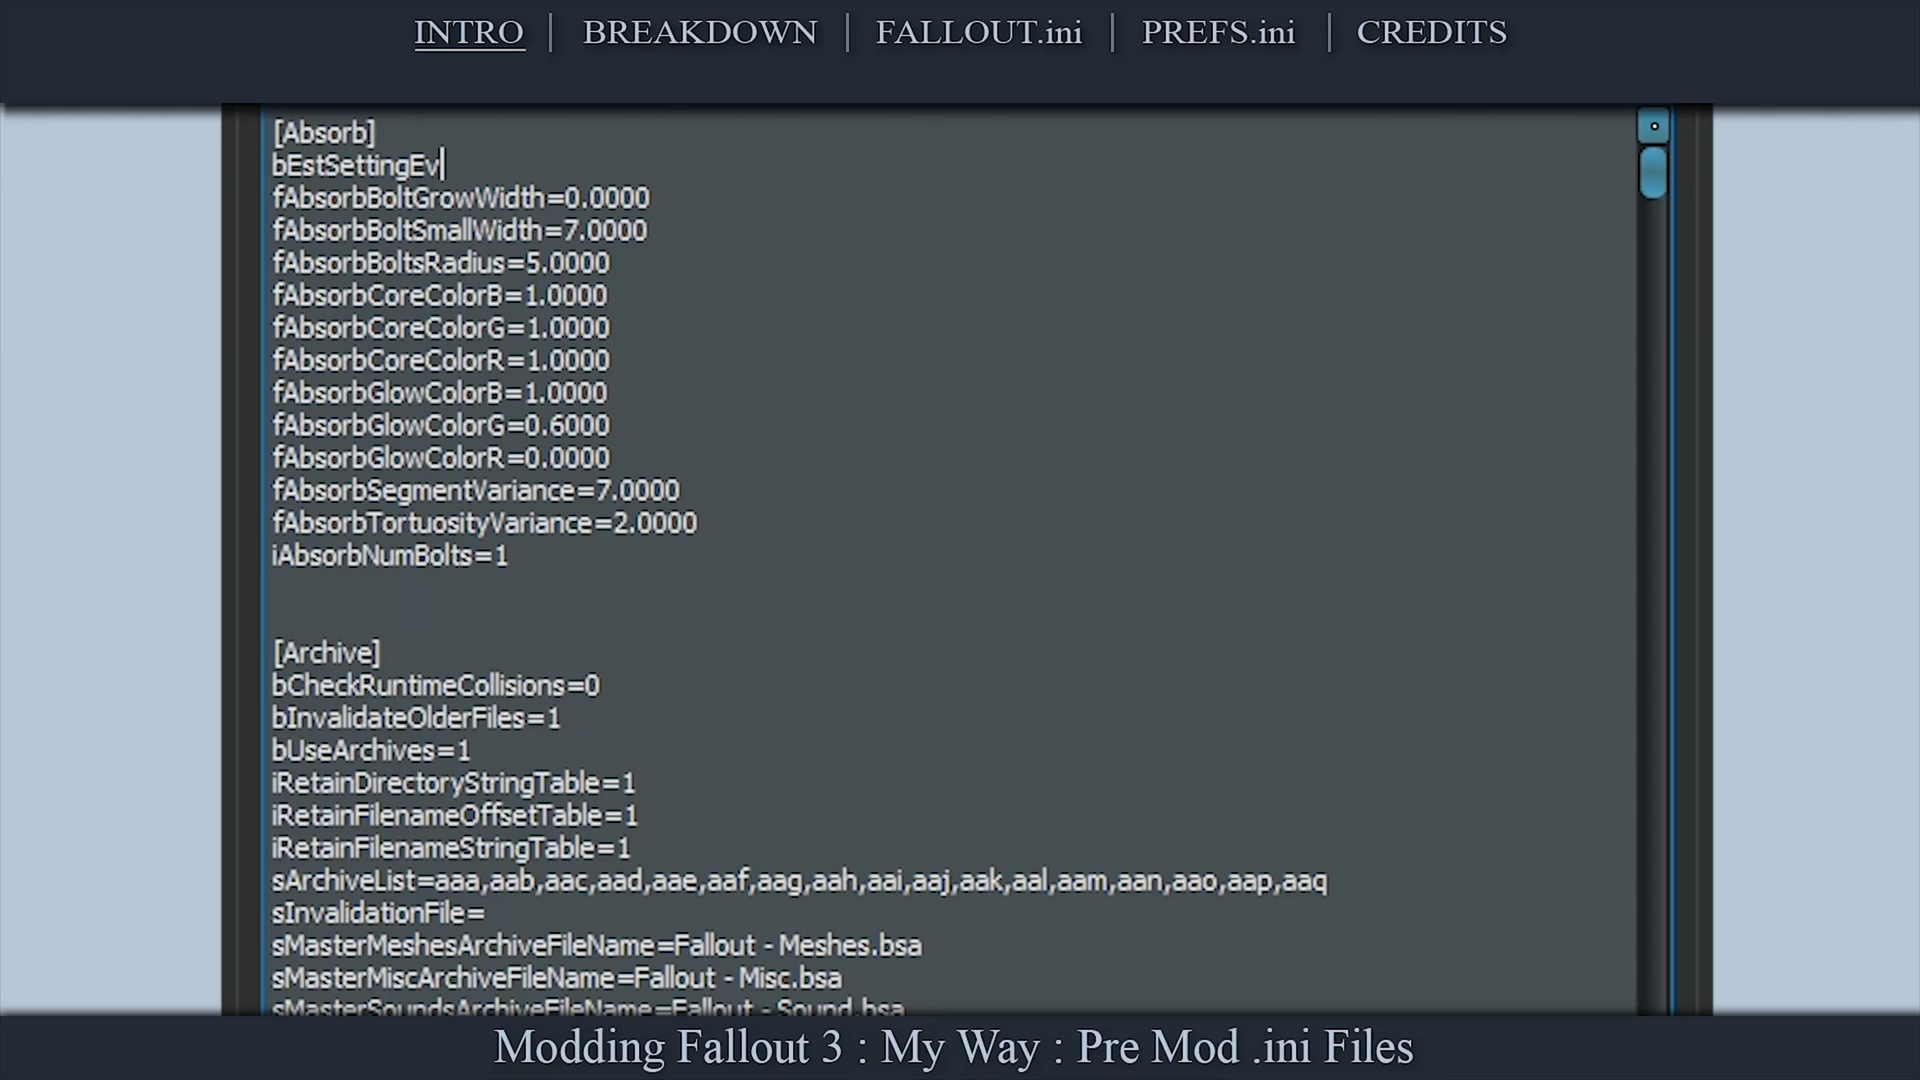 INTRO | BREAKDOWN | FALLOUT.ini | PREFS.ini | CREDITS
[Absorb]
bEstSettingEv
fAbsorbBoltGrowWidth=0.0000
fAbsorbBoltSmallWidth=7.0000
fAbsorbBoltsRadius=5.0000
fAbsorbCoreColorB=1.0000
fAbsorbCoreColorG=1.0000
fAbsorbCoreColorR=1.0000
fAbsorbGlowColorB=1.0000
fAbsorbGlowColorG=0.6000
fAbsorbGlowColorR=0.0000
fAbsorbSegmentVariance=7.0000
fAbsorbTortuosityVariance=2.0000
iAbsorbNumBolts=1
[Archive]
bCheckRuntimeCollisions=0
bInvalidateOlderFiles=1
bUseArchives=1
iRetainDirectoryStringTable=1
iRetainFilenameOffsetTable=1
iRetainFilenameStringTable=1
sArchiveList=aaa,aab,aac,aad,aae,aaf,aag,aah,aai,aaj,aak,aal,aam,aan,aao,aap,aaq
sInvalidationFile=
sMasterMeshesArchiveFileName=Fallout - Meshes.bsa
sMasterMiscArchiveFileName=Fallout - Misc.bsa
sMasterSoundsArchiveFileName=Fallout - Sound.bsa
Modding Fallout 3 : My Way : Pre Mod .ini Files